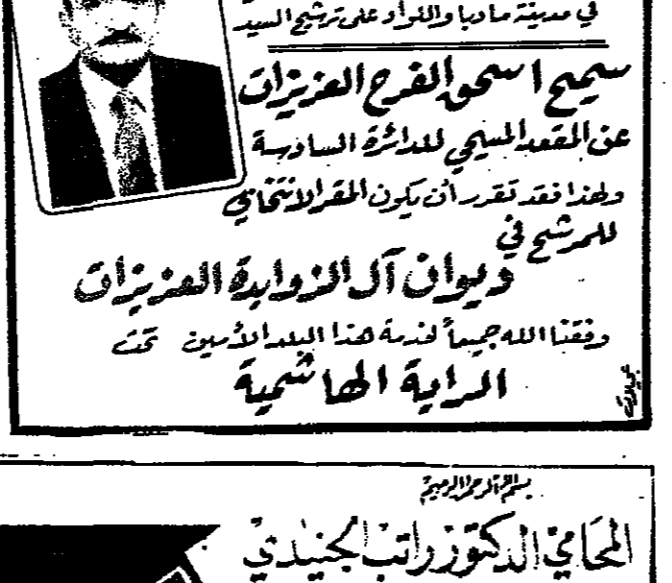 في مدينة مادبا واللواء على ترشيح السيد
سميح اسحق الفرح العزيزات
عن المقعد المسيحي للدائرة السادسة
ولهذا فقد تقرر أن يكون المقر الانتخابي
للمرشح في
ديوان آل الزوايدة العزيزات
وفقنا الله جميعاً لخدمة هذا البلد الأمين تحت
الراية الهاشمية
بسم الله الرحمن الرحيم
المحامي الدكتور راتب الجنيدي